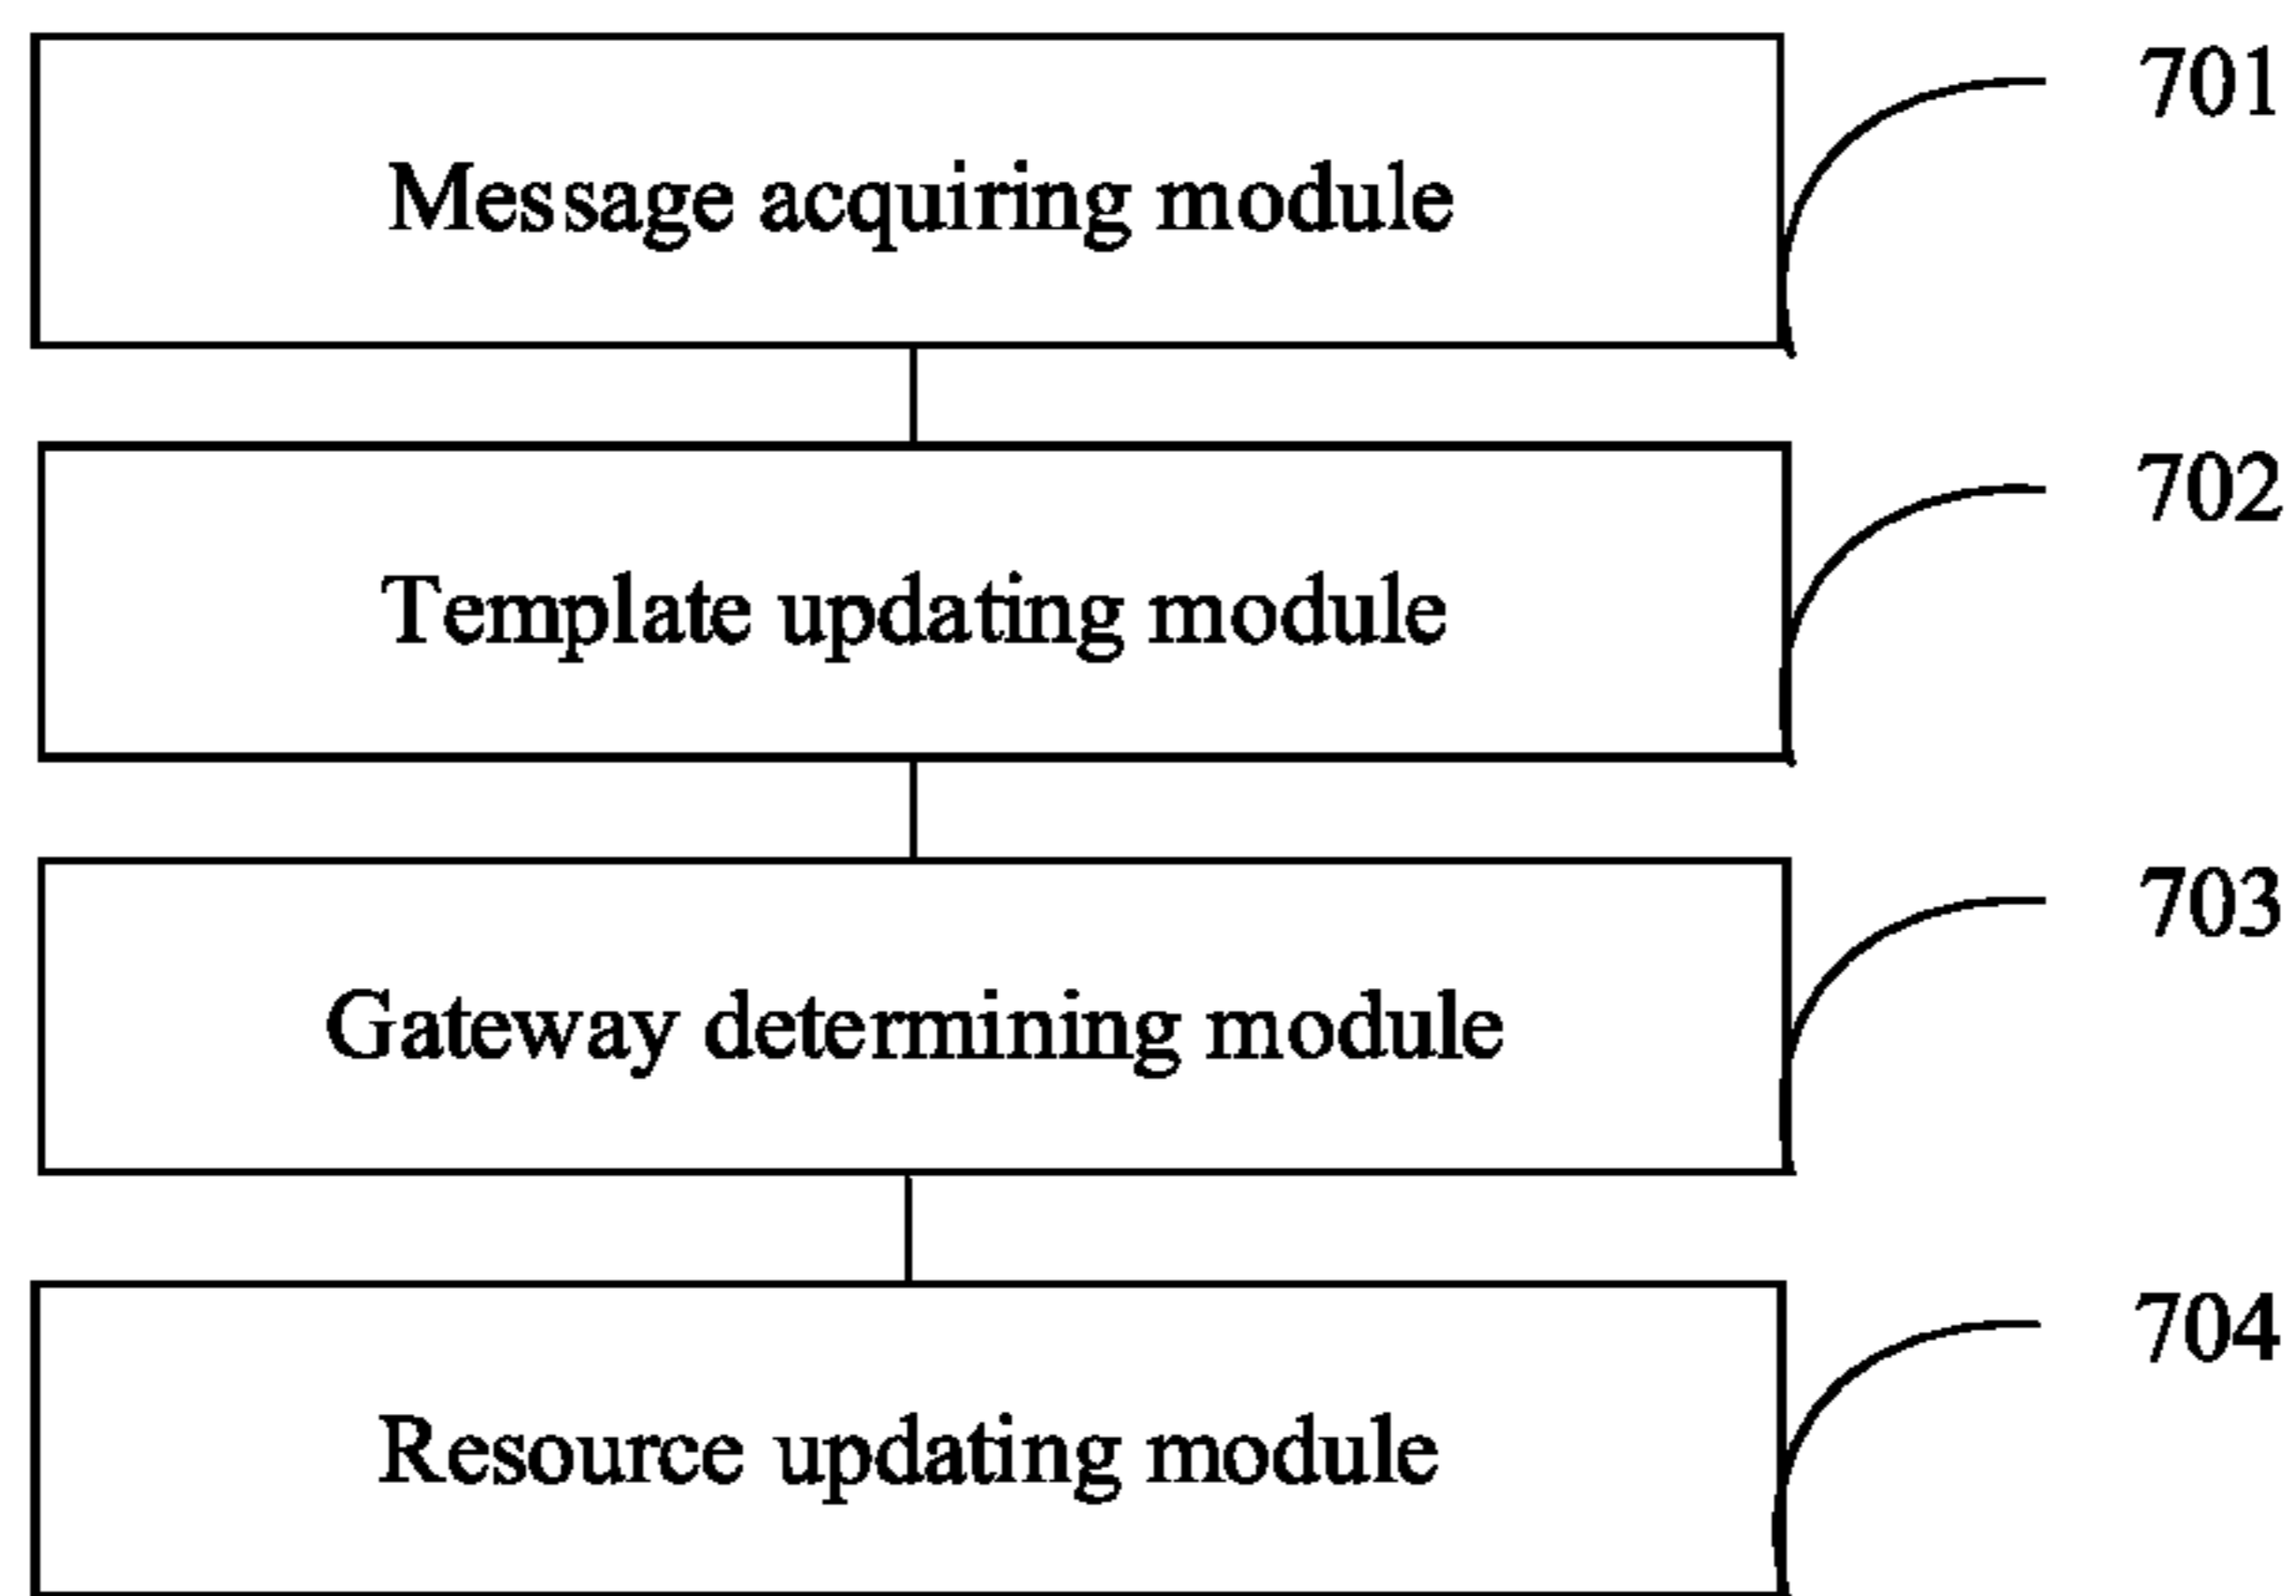 Message acquiring module 701
Template updating module 702
Gateway determining module 703
Resource updating module 704